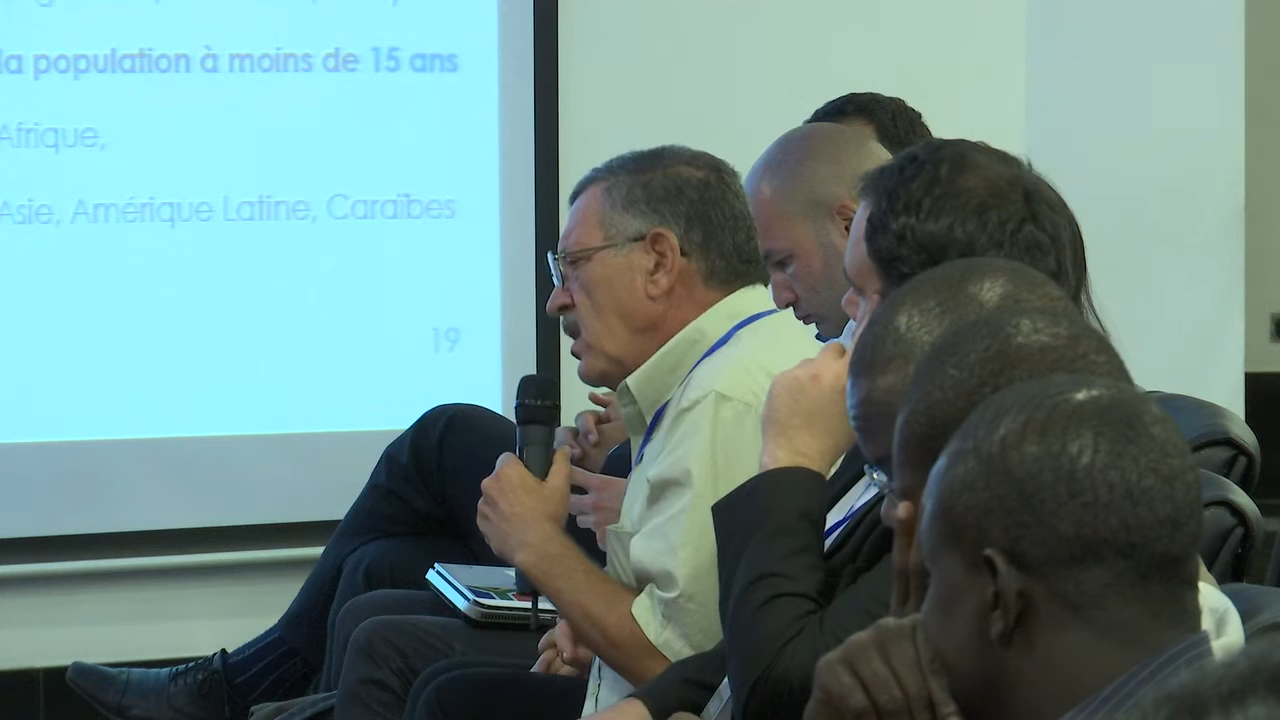 la population à moins de 15 ans
Afrique,
Asie, Amérique Latine, Caraïbes
19